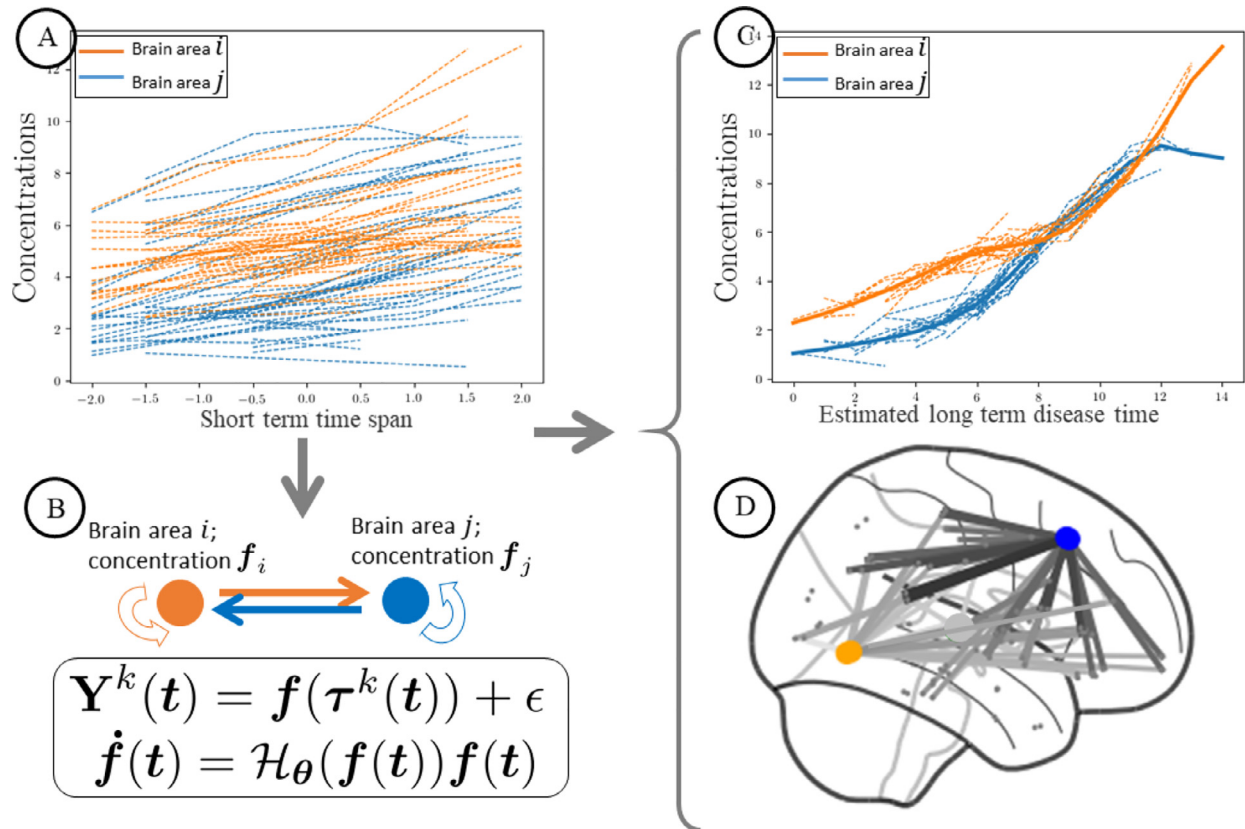 A
Brain area i
Brain area j
Concentrations
12
10
8
6
4
2
0
−2.0 −1.5 −1.0 −0.5 0.0 0.5 1.0 1.5 2.0
Short term time span
B
Brain area i;
concentration f_i
Brain area j;
concentration f_j
Y^k(t) = f(τ^k(t)) + ϵ
ḟ(t) = ℋ_θ(f(t))f(t)
C
Brain area i
Brain area j
Concentrations
14
12
10
8
6
4
2
0
0 2 4 6 8 10 12 14
Estimated long term disease time
D